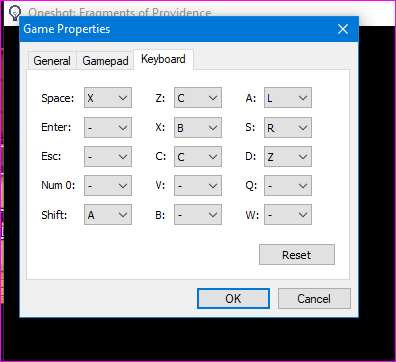 Oneshot: Fragments of Providence
Game Properties
General Gamepad Keyboard
Space: X Z: C A: L
Enter: - X: B S: R
Esc: - C: C D: Z
Num 0: - V: - Q: -
Shift: A B: - W: -
Reset
OK Cancel